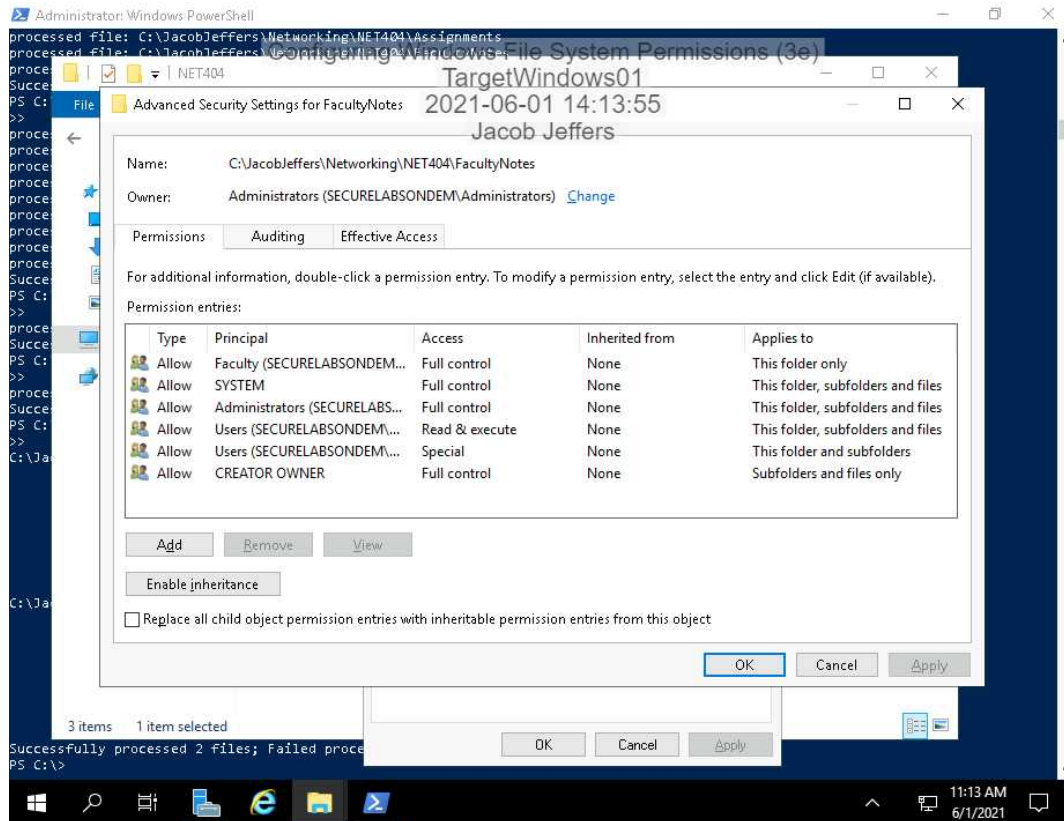 Administrator: Windows PowerShell
processed file: C:\JacobJeffers\Networking\NET404\Assignments
processed file: C:\JacobJeffers\Networking\NET404\FacultyNotes
Configuring Windows File System Permissions (3e)
TargetWindows01
2021-06-01 14:13:55
Jacob Jeffers
NET404
File
Advanced Security Settings for FacultyNotes
Name: C:\JacobJeffers\Networking\NET404\FacultyNotes
Owner: Administrators (SECURELABSONDEM\Administrators) Change
Permissions Auditing Effective Access
For additional information, double-click a permission entry. To modify a permission entry, select the entry and click Edit (if available).
Permission entries:
Type Principal Access Inherited from Applies to
Allow Faculty (SECURELABSONDEM... Full control None This folder only
Allow SYSTEM Full control None This folder, subfolders and files
Allow Administrators (SECURELABS... Full control None This folder, subfolders and files
Allow Users (SECURELABSONDEM\... Read & execute None This folder, subfolders and files
Allow Users (SECURELABSONDEM\... Special None This folder and subfolders
Allow CREATOR OWNER Full control None Subfolders and files only
Add Remove View
Enable inheritance
Replace all child object permission entries with inheritable permission entries from this object
OK Cancel Apply
3 items 1 item selected
OK Cancel Apply
Successfully processed 2 files; Failed proce
PS C:\>
11:13 AM
6/1/2021